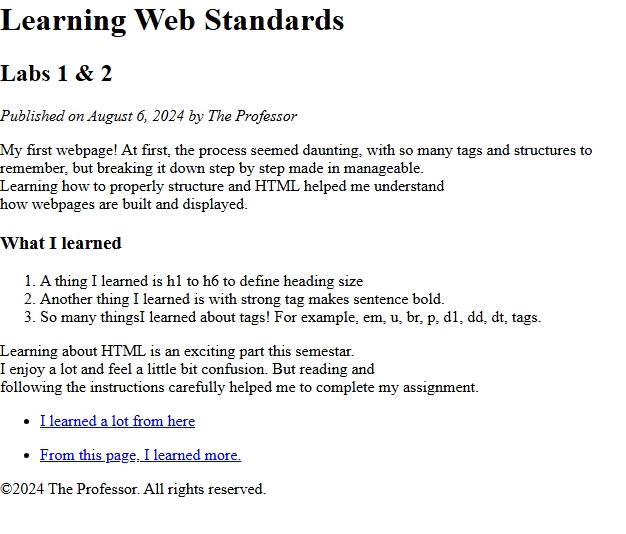 Learning Web Standards
Labs 1 & 2
Published on August 6, 2024 by The Professor
My first webpage! At first, the process seemed daunting, with so many tags and structures to
remember, but breaking it down step by step made in manageable.
Learning how to properly structure and HTML helped me understand
how webpages are built and displayed.
What I learned
1. A thing I learned is h1 to h6 to define heading size
2. Another thing I learned is with strong tag makes sentence bold.
3. So many thingsI learned about tags! For example, em, u, br, p, d1, dd, dt, tags.
Learning about HTML is an exciting part this semestar.
I enjoy a lot and feel a little bit confusion. But reading and
following the instructions carefully helped me to complete my assignment.
• I learned a lot from here
• From this page, I learned more.
©2024 The Professor. All rights reserved.